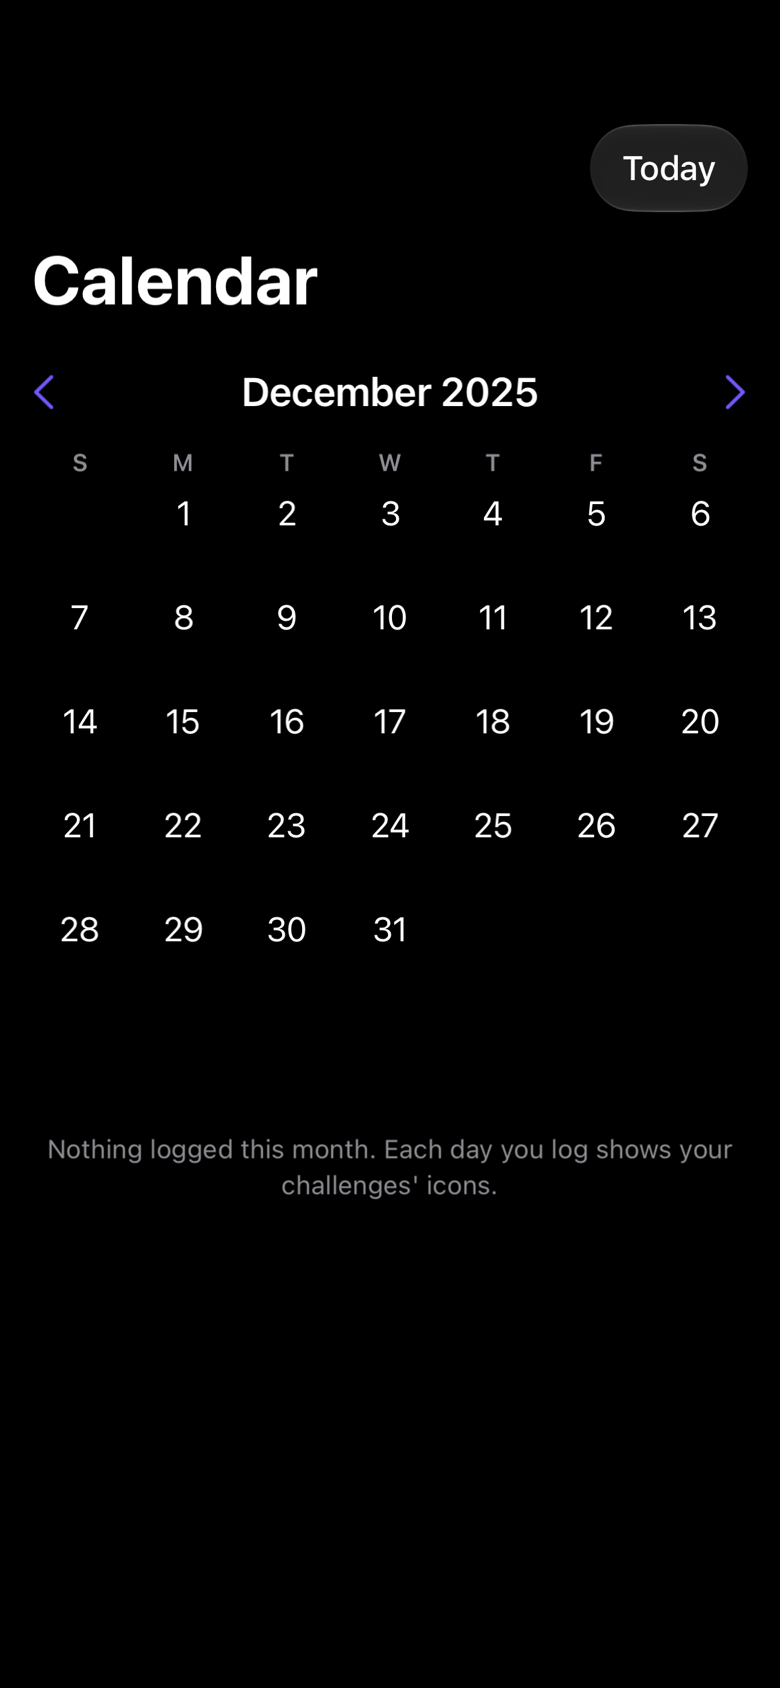 Today
Calendar
December 2025
S M T W T F S
1 2 3 4 5 6
7 8 9 10 11 12 13
14 15 16 17 18 19 20
21 22 23 24 25 26 27
28 29 30 31
Nothing logged this month. Each day you log shows your
challenges' icons.